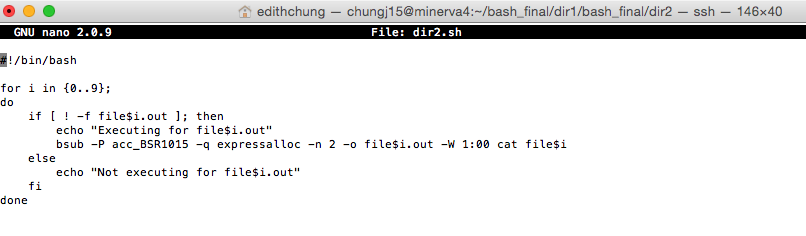 edithchung — chungj15@minerva4:~/bash_final/dir1/bash_final/dir2 — ssh — 146×40
GNU nano 2.0.9 File: dir2.sh
#!/bin/bash
for i in {0..9};
do
    if [ ! -f file$i.out ]; then
        echo "Executing for file$i.out"
        bsub -P acc_BSR1015 -q expressalloc -n 2 -o file$i.out -W 1:00 cat file$i
    else
        echo "Not executing for file$i.out"
    fi
done